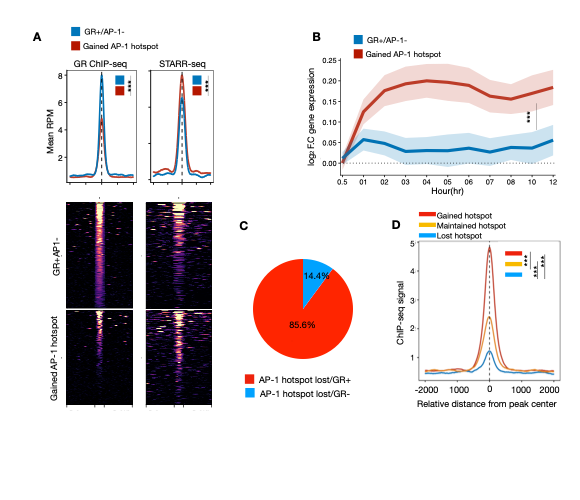 A
GR+/AP-1-
Gained AP-1 hotspot
GR ChIP-seq
STARR-seq
8
6
4
2
Mean RPM
***
***
GR+AP1-
Gained AP-1 hotspot
B
GR+/AP-1-
Gained AP-1 hotspot
0.25
0.20
0.15
0.10
0.05
0.00
log₂ F.C gene expression
***
0.5 01 02 03 04 05 06 07 08 10 12
Hour(hr)
C
14.4%
85.6%
AP-1 hotspot lost/GR+
AP-1 hotspot lost/GR-
D
Gained hotspot
Maintained hotspot
Lost hotspot
5
4
3
2
1
ChIP-seq signal
***
***
***
-2000 1000 0 1000 2000
Relative distance from peak center